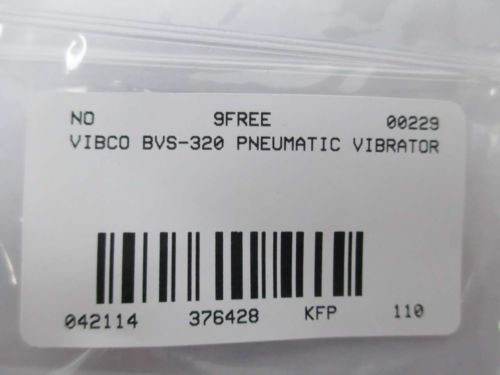 NO 9FREE 00229
VIBCO BVS-320 PNEUMATIC VIBRATOR
042114 376428 KFP 110